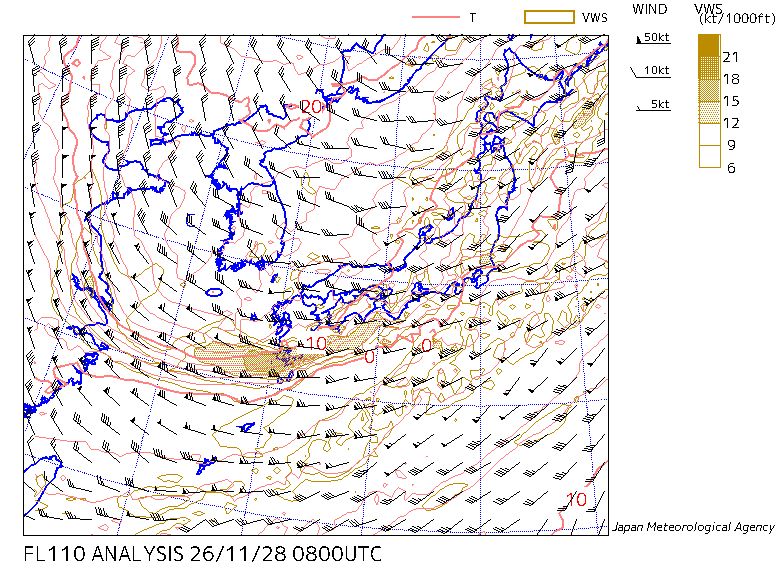 T VWS
WIND VWS
(kt/1000ft)
50kt
10kt
5kt
21
18
15
12
9
6
20
10
0
0
10
Japan Meteorological Agency
FL110 ANALYSIS 26/11/28 0800UTC